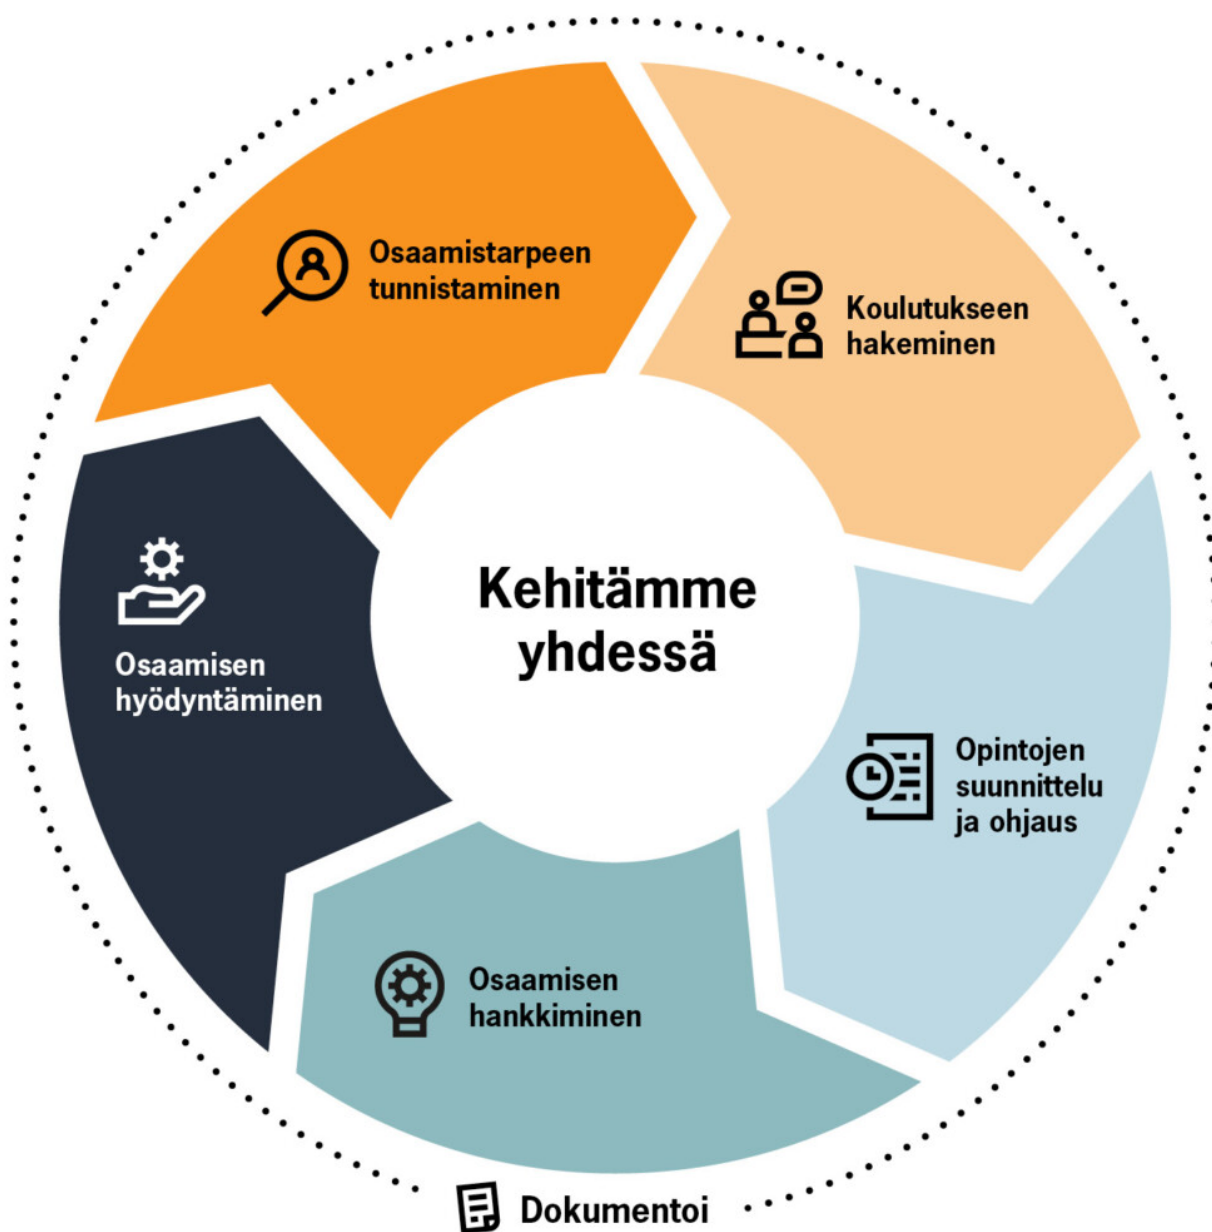 Osaamistarpeen
tunnistaminen
Koulutukseen
hakeminen
Opintojen
suunnittelu
ja ohjaus
Osaamisen
hankkiminen
Osaamisen
hyödyntäminen
Kehitämme
yhdessä
Dokumentoi